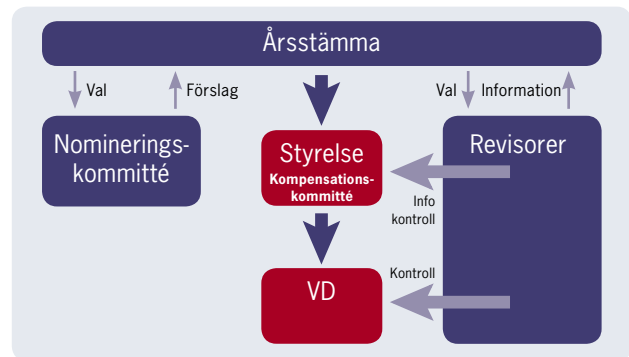 Årsstämma
Val
Förslag
Val
Information
Nominerings-
kommitté
Styrelse
Kompensations-
kommitté
Revisorer
Info
kontroll
Kontroll
VD